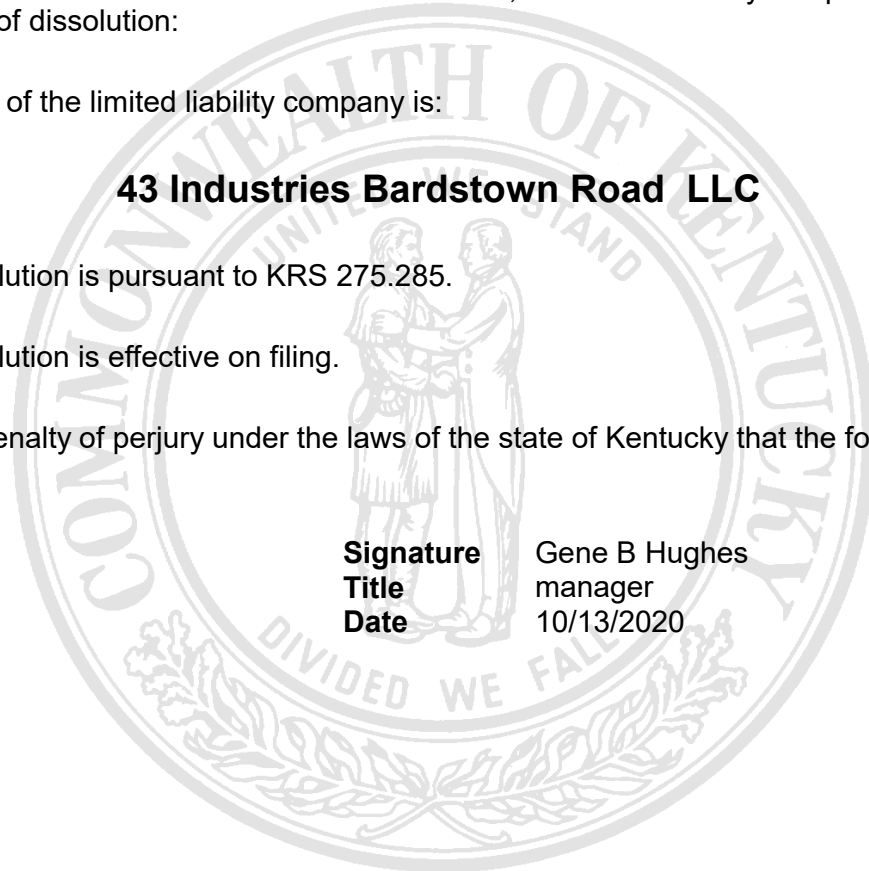 of dissolution:
of the limited liability company is:
43 Industries Bardstown Road LLC
lution is pursuant to KRS 275.285.
lution is effective on filing.
enalty of perjury under the laws of the state of Kentucky that the fo
Signature Gene B Hughes
Title manager
Date 10/13/2020
COMMONWEALTH OF KENTUCKY
UNITED WE STAND
DIVIDED WE FALL